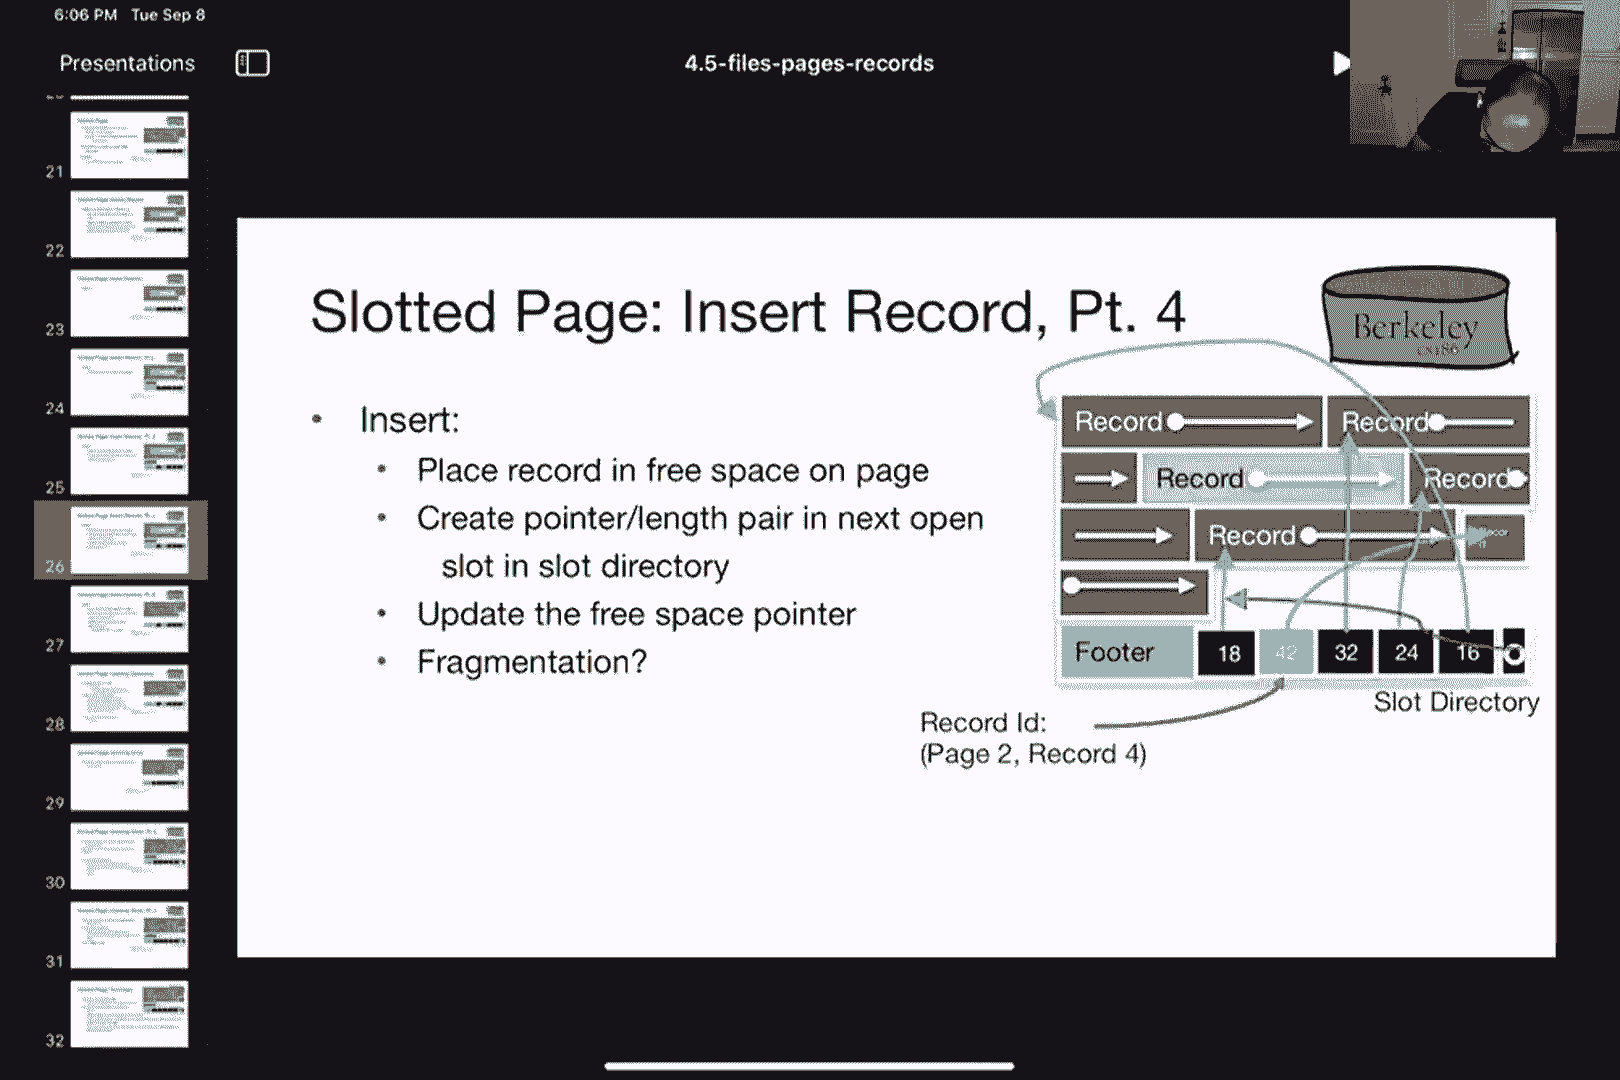 6:06 PM Tue Sep 8
Presentations
4.5-files-pages-records
21
22
23
24
25
26
27
28
29
30
31
32
Slotted Page: Insert Record, Pt. 4
Berkeley
cs186
• Insert:
• Place record in free space on page
• Create pointer/length pair in next open
slot in slot directory
• Update the free space pointer
• Fragmentation?
Record Record
Record Record
Record
Footer 18 42 32 24 16
Slot Directory
Record Id:
(Page 2, Record 4)